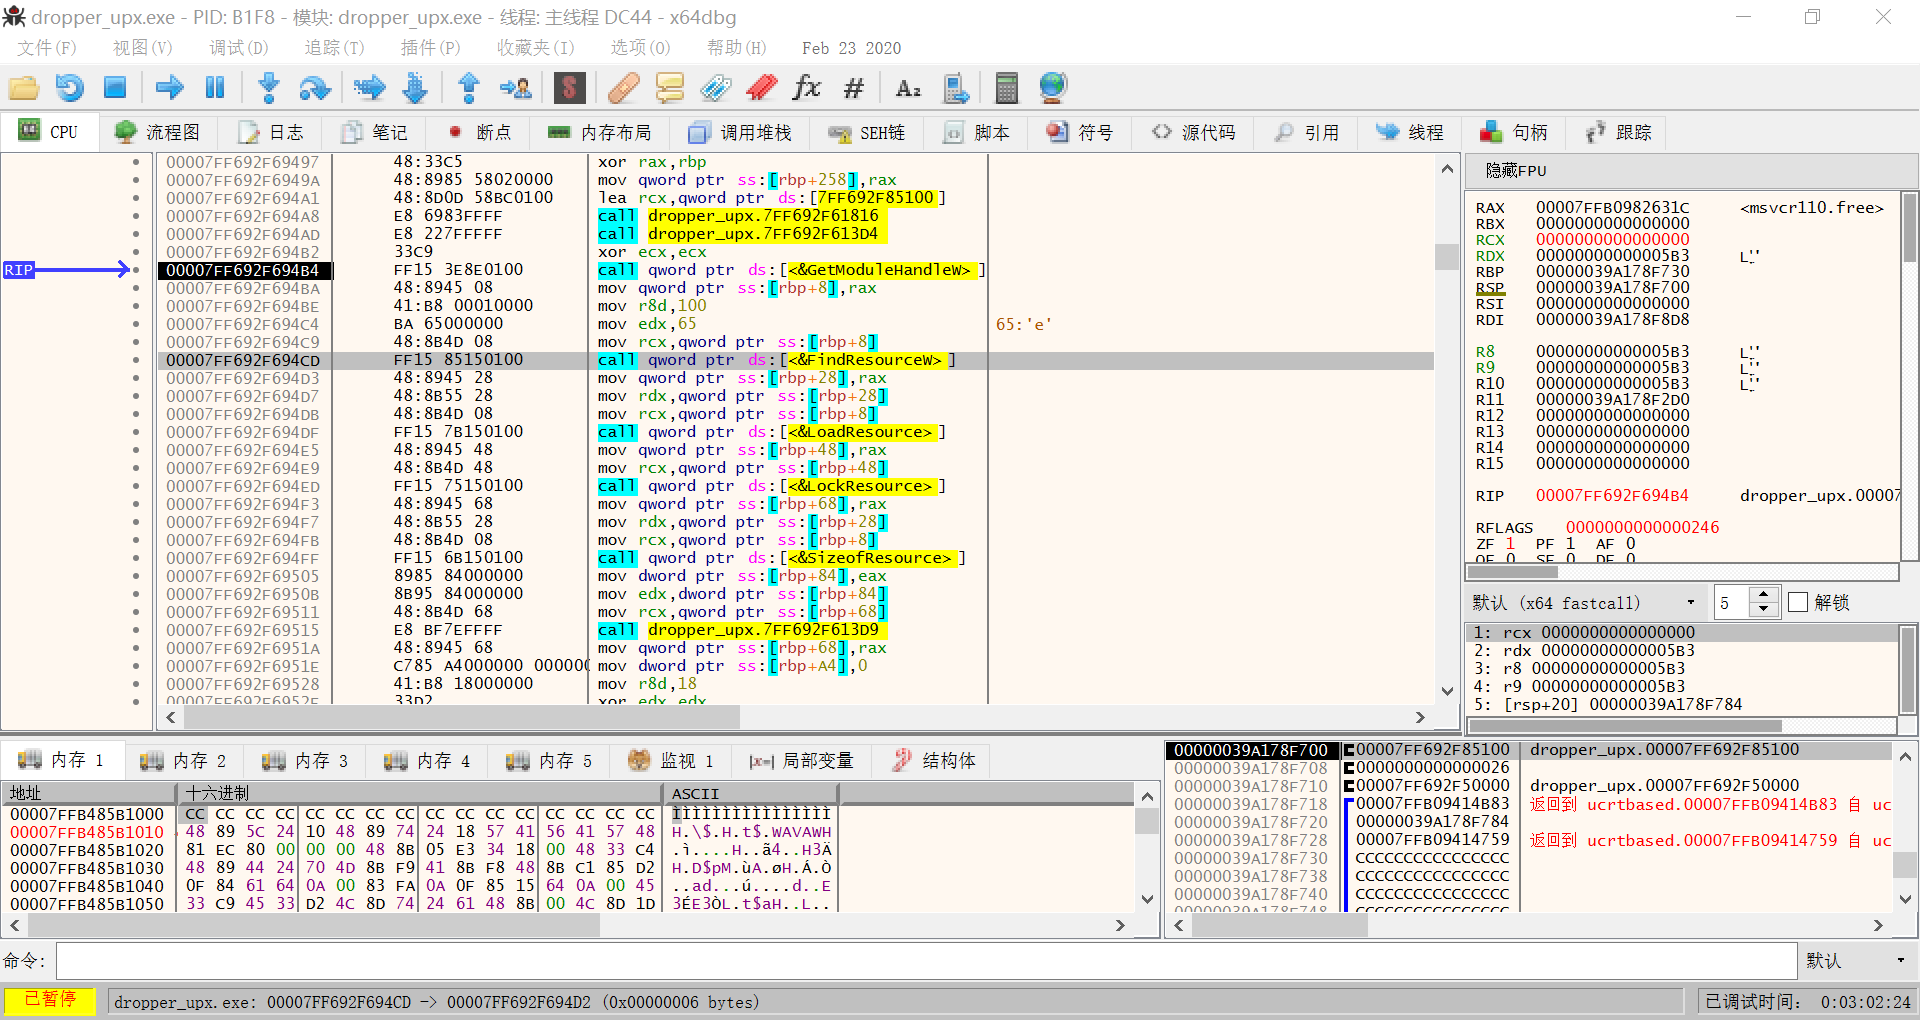 dropper_upx.exe - PID: B1F8 - 模块: dropper_upx.exe - 线程: 主线程 DC44 - x64dbg
文件(F) 视图(V) 调试(D) 追踪(T) 插件(P) 收藏夹(I) 选项(O) 帮助(H) Feb 23 2020
CPU 流程图 日志 笔记 断点 内存布局 调用堆栈 SEH链 脚本 符号 源代码 引用 线程 句柄 跟踪
00007FF692F69497 48:33C5 xor rax,rbp
00007FF692F6949A 48:8985 58020000 mov qword ptr ss:[rbp+258],rax
00007FF692F694A1 48:8D0D 58BC0100 lea rcx,qword ptr ds:[7FF692F85100]
00007FF692F694A8 E8 6983FFFF call dropper_upx.7FF692F61816
00007FF692F694AD E8 227FFFFF call dropper_upx.7FF692F613D4
00007FF692F694B2 33C9 xor ecx,ecx
RIP 00007FF692F694B4 FF15 3E8E0100 call qword ptr ds:[<&GetModuleHandleW>]
00007FF692F694BA 48:8945 08 mov qword ptr ss:[rbp+8],rax
00007FF692F694BE 41:B8 00010000 mov r8d,100
00007FF692F694C4 BA 65000000 mov edx,65 65:'e'
00007FF692F694C9 48:8B4D 08 mov rcx,qword ptr ss:[rbp+8]
00007FF692F694CD FF15 85150100 call qword ptr ds:[<&FindResourceW>]
00007FF692F694D3 48:8945 28 mov qword ptr ss:[rbp+28],rax
00007FF692F694D7 48:8B55 28 mov rdx,qword ptr ss:[rbp+28]
00007FF692F694DB 48:8B4D 08 mov rcx,qword ptr ss:[rbp+8]
00007FF692F694DF FF15 7B150100 call qword ptr ds:[<&LoadResource>]
00007FF692F694E5 48:8945 48 mov qword ptr ss:[rbp+48],rax
00007FF692F694E9 48:8B4D 48 mov rcx,qword ptr ss:[rbp+48]
00007FF692F694ED FF15 75150100 call qword ptr ds:[<&LockResource>]
00007FF692F694F3 48:8945 68 mov qword ptr ss:[rbp+68],rax
00007FF692F694F7 48:8B55 28 mov rdx,qword ptr ss:[rbp+28]
00007FF692F694FB 48:8B4D 08 mov rcx,qword ptr ss:[rbp+8]
00007FF692F694FF FF15 6B150100 call qword ptr ds:[<&SizeofResource>]
00007FF692F69505 8985 84000000 mov dword ptr ss:[rbp+84],eax
00007FF692F6950B 8B95 84000000 mov edx,dword ptr ss:[rbp+84]
00007FF692F69511 48:8B4D 68 mov rcx,qword ptr ss:[rbp+68]
00007FF692F69515 E8 BF7EFFFF call dropper_upx.7FF692F613D9
00007FF692F6951A 48:8945 68 mov qword ptr ss:[rbp+68],rax
00007FF692F6951E C785 A4000000 000000 mov dword ptr ss:[rbp+A4],0
00007FF692F69528 41:B8 18000000 mov r8d,18
00007FF692F6952E 33D2 xor edx,edx
隐藏FPU
RAX 00007FFB0982631C <msvcr110.free>
RBX 0000000000000000
RCX 0000000000000000
RDX 00000000000005B3
RBP 00000039A178F730
RSP 00000039A178F700
RSI 0000000000000000
RDI 00000039A178F8D8
R8 00000000000005B3
R9 00000000000005B3
R10 00000000000005B3
R11 00000039A178F2D0
R12 0000000000000000
R13 0000000000000000
R14 0000000000000000
R15 0000000000000000
RIP 00007FF692F694B4 dropper_upx.00007
RFLAGS 0000000000000246
ZF 1 PF 1 AF 0
OF 0 SF 0 DF 0
默认 (x64 fastcall) 5 解锁
1: rcx 0000000000000000
2: rdx 00000000000005B3
3: r8 00000000000005B3
4: r9 00000000000005B3
5: [rsp+20] 00000039A178F784
内存 1 内存 2 内存 3 内存 4 内存 5 监视 1 局部变量 结构体
地址 十六进制 ASCII
00007FFB485B1000 CC CC CC CC CC CC CC CC CC CC CC CC CC CC CC CC ÌÌÌÌÌÌÌÌÌÌÌÌÌÌÌÌ
00007FFB485B1010 48 89 5C 24 10 48 89 74 24 18 57 41 56 41 57 48 H.\$.H.t$.WAVAWH
00007FFB485B1020 81 EC 80 00 00 00 48 8B 05 E3 34 18 00 48 33 C4 .ì....H..ã4..H3Ä
00007FFB485B1030 48 89 44 24 70 4D 8B F9 41 8B F8 48 8B C1 85 D2 H.D$pM.ùA.øH.Á.Ò
00007FFB485B1040 0F 84 61 64 0A 00 83 FA 0A 0F 85 15 64 0A 00 45 ..ad...ú....d..E
00007FFB485B1050 33 C9 45 33 D2 4C 8D 74 24 61 48 8B 00 4C 8D 1D 3ÉE3ÒL.t$aH..L..
00000039A178F700 00007FF692F85100 dropper_upx.00007FF692F85100
00000039A178F708 0000000000000026
00000039A178F710 00007FF692F50000 dropper_upx.00007FF692F50000
00000039A178F718 00007FFB09414B83 返回到 ucrtbased.00007FFB09414B83 自 uc
00000039A178F720 00000039A178F784
00000039A178F728 00007FFB09414759 返回到 ucrtbased.00007FFB09414759 自 uc
00000039A178F730 CCCCCCCCCCCCCCCC
00000039A178F738 CCCCCCCCCCCCCCCC
00000039A178F740 CCCCCCCCCCCCCCCC
00000039A178F748 CCCCCCCCCCCCCCCC
命令: 默认
已暂停 dropper_upx.exe: 00007FF692F694CD -> 00007FF692F694D2 (0x00000006 bytes) 已调试时间: 0:03:02:24